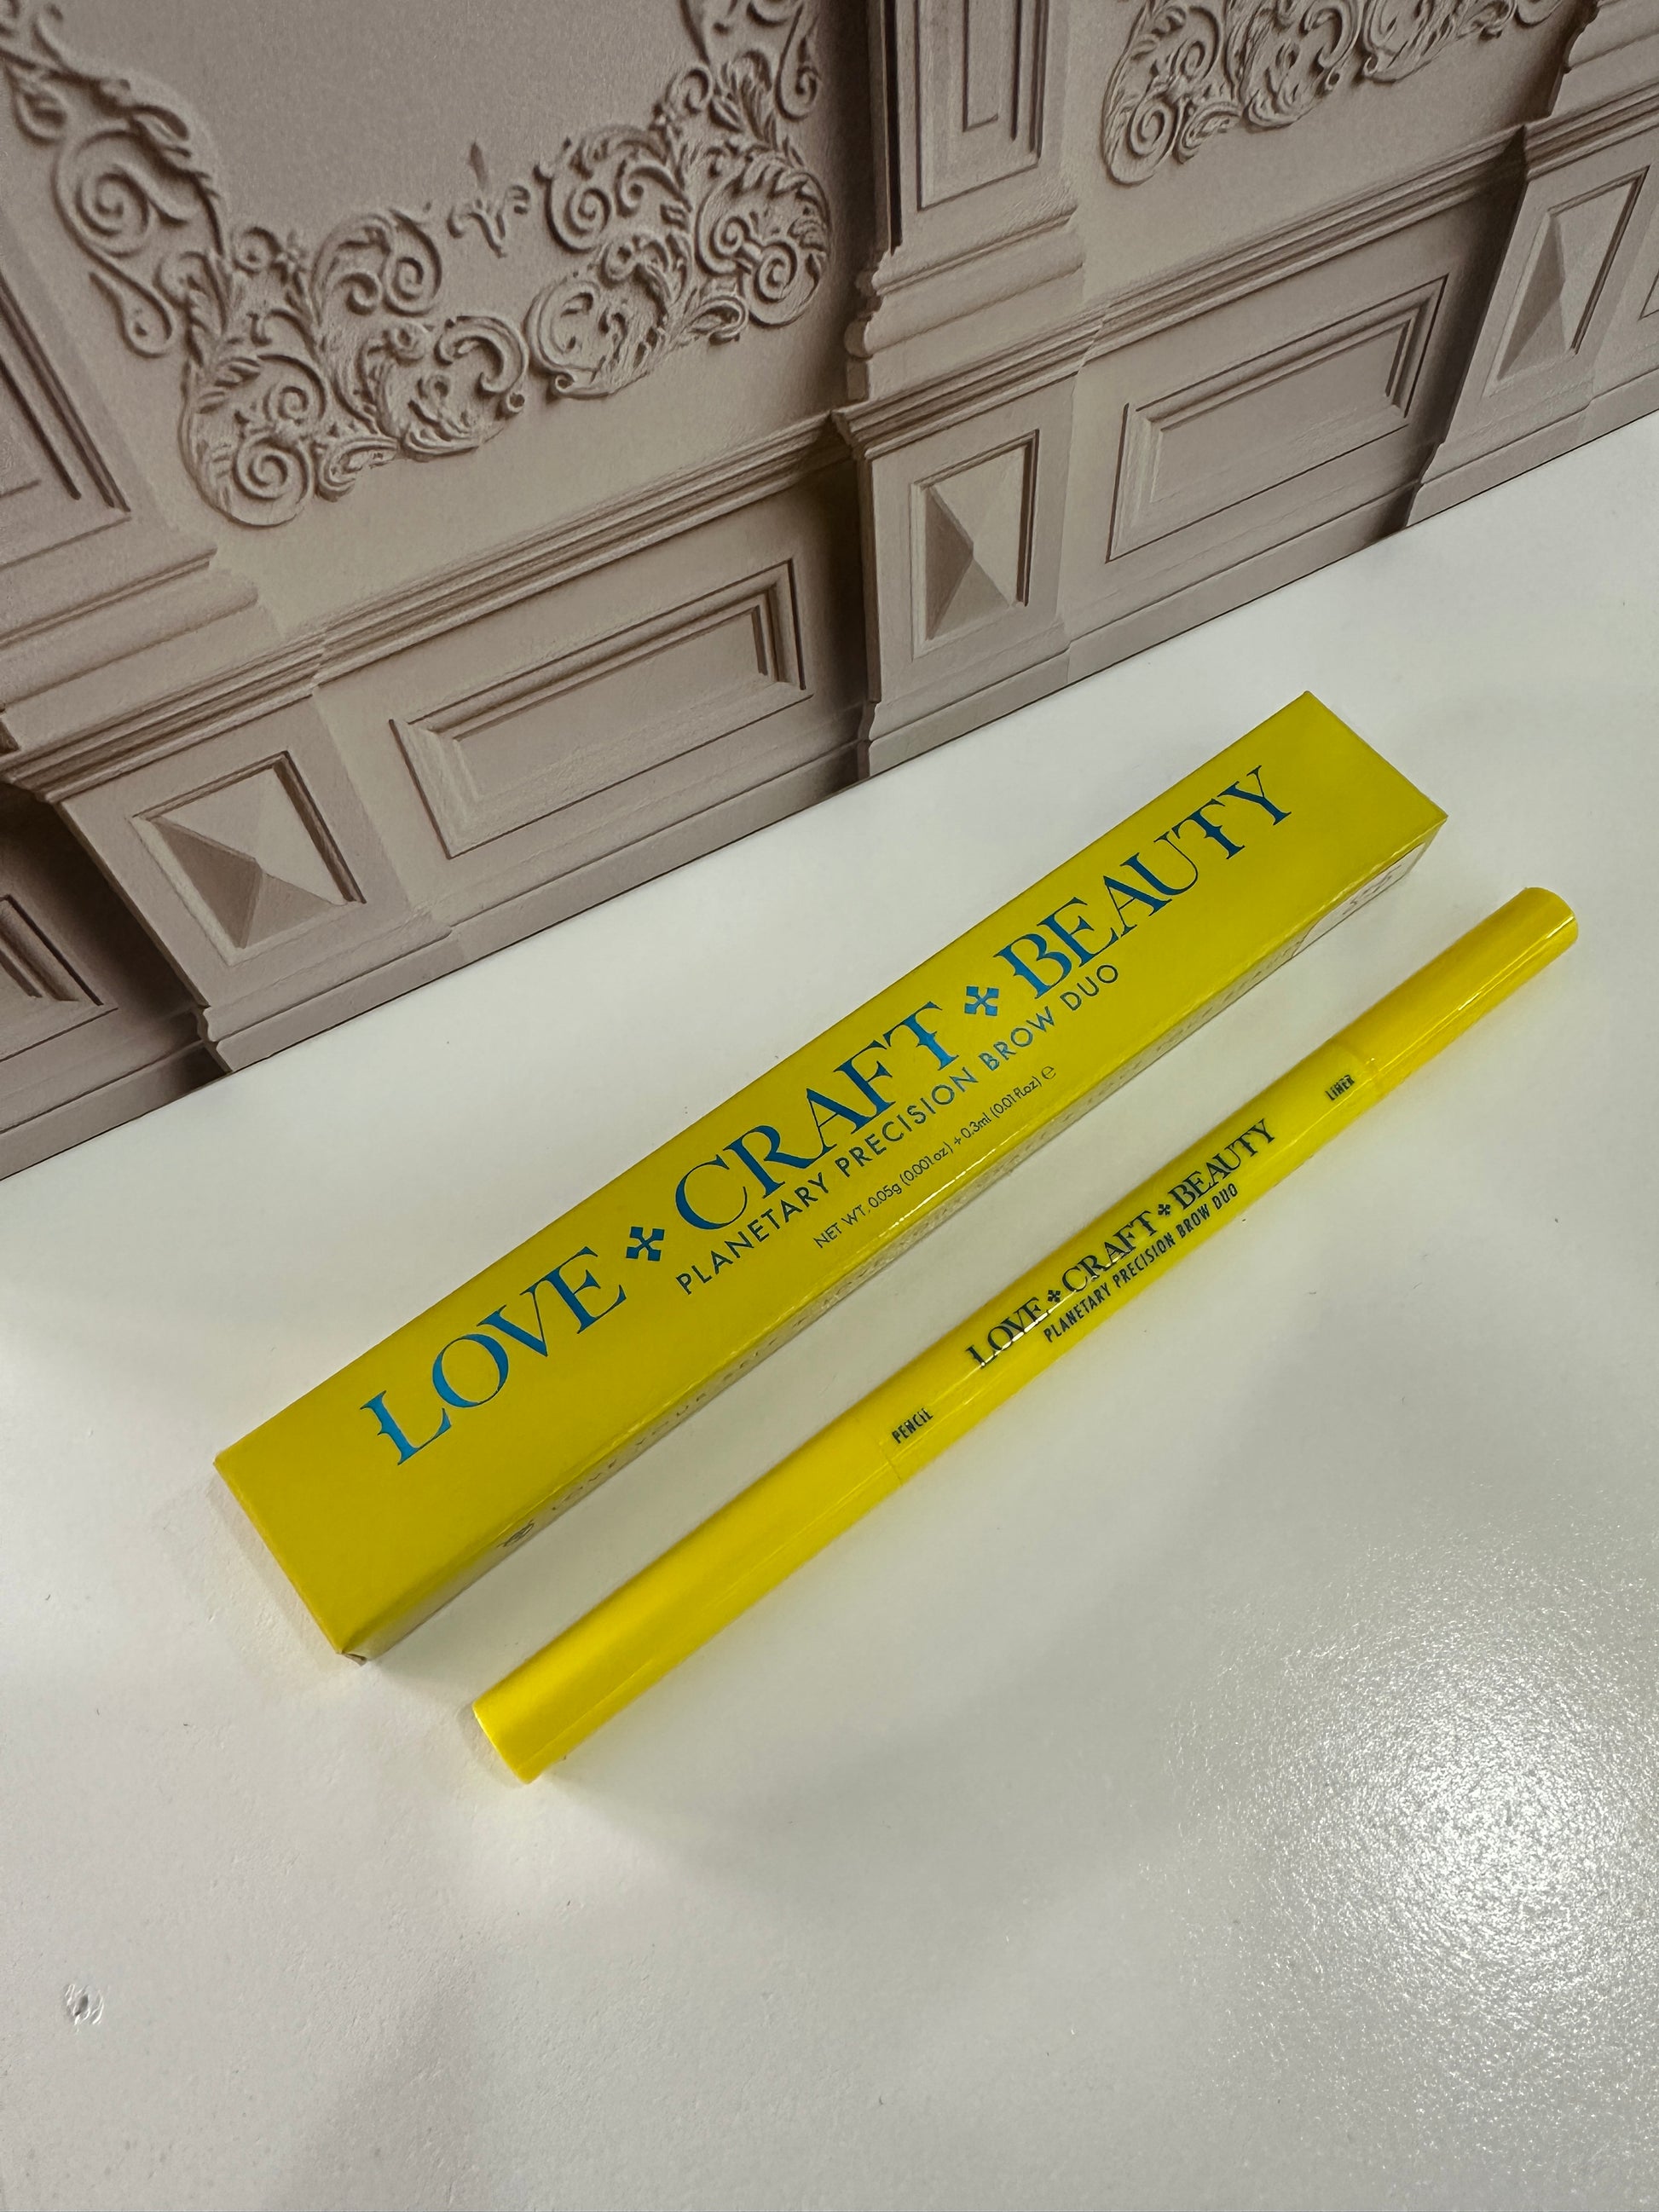 LOVE ✤ CRAFT ✤ BEAUTY
PLANETARY PRECISION BROW DUO
NET WT. 0.05g (0.001 oz) + 0.3ml (0.01 fl.oz) ℮
LINER
LOVE ✤ CRAFT ✤ BEAUTY
PLANETARY PRECISION BROW DUO
PENCIL